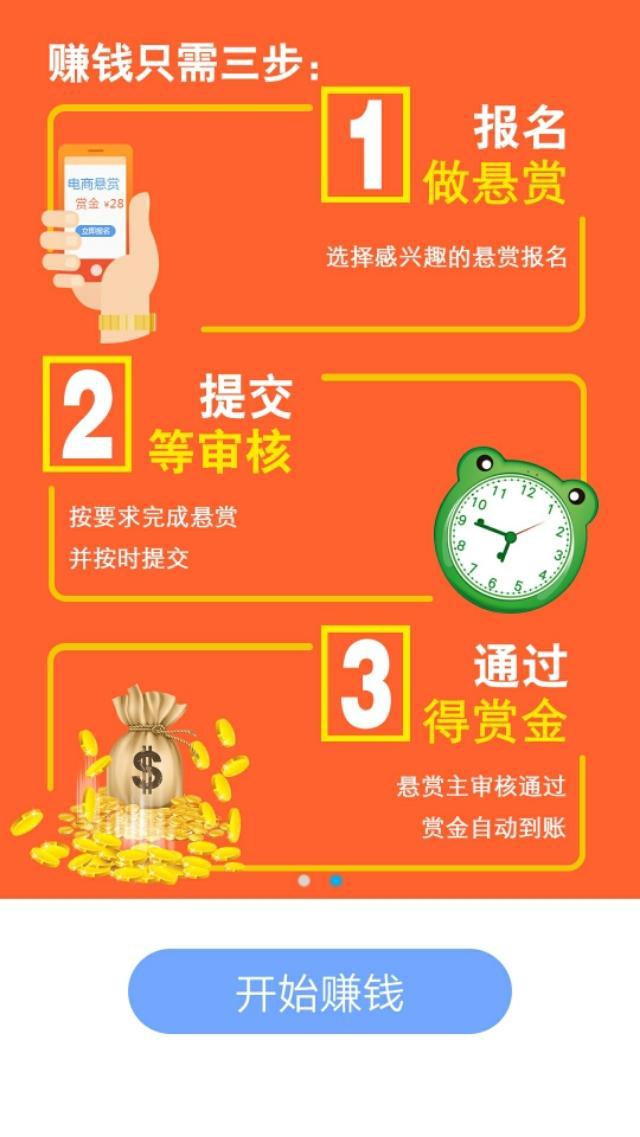 赚钱只需三步：
1
报名
做悬赏
电商悬赏
赏金 ¥28
立即报名
选择感兴趣的悬赏报名
2
提交
等审核
按要求完成悬赏
并按时提交
12
1
2
3
4
5
6
7
8
9
10
11
3
通过
得赏金
$
悬赏主审核通过
赏金自动到账
开始赚钱